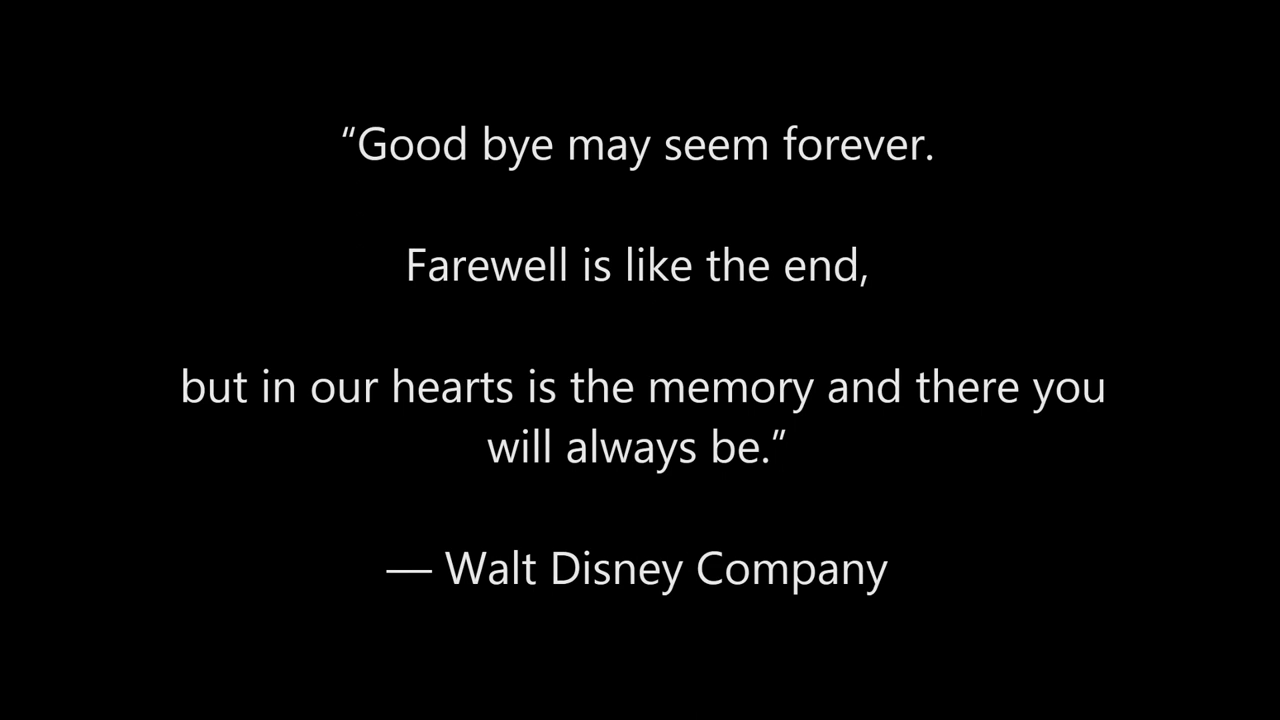 “Good bye may seem forever.
Farewell is like the end,
but in our hearts is the memory and there you
will always be.”
— Walt Disney Company